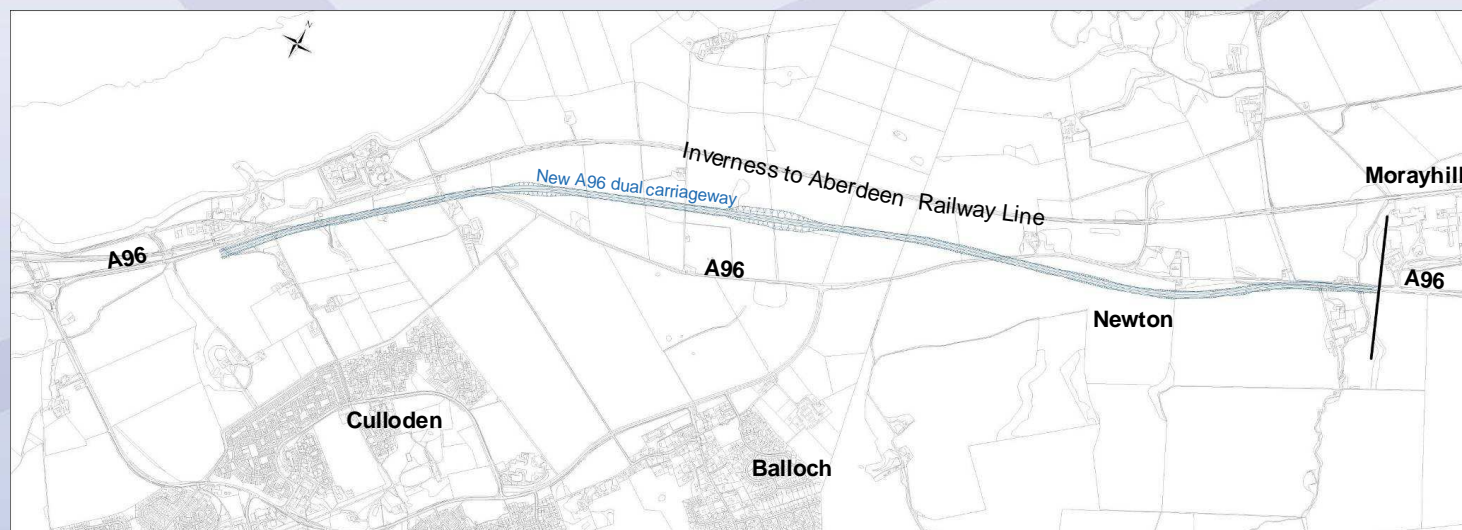 N
Inverness to Aberdeen Railway Line
Morayhill
New A96 dual carriageway
A96
A96
A96
Newton
Culloden
Balloch